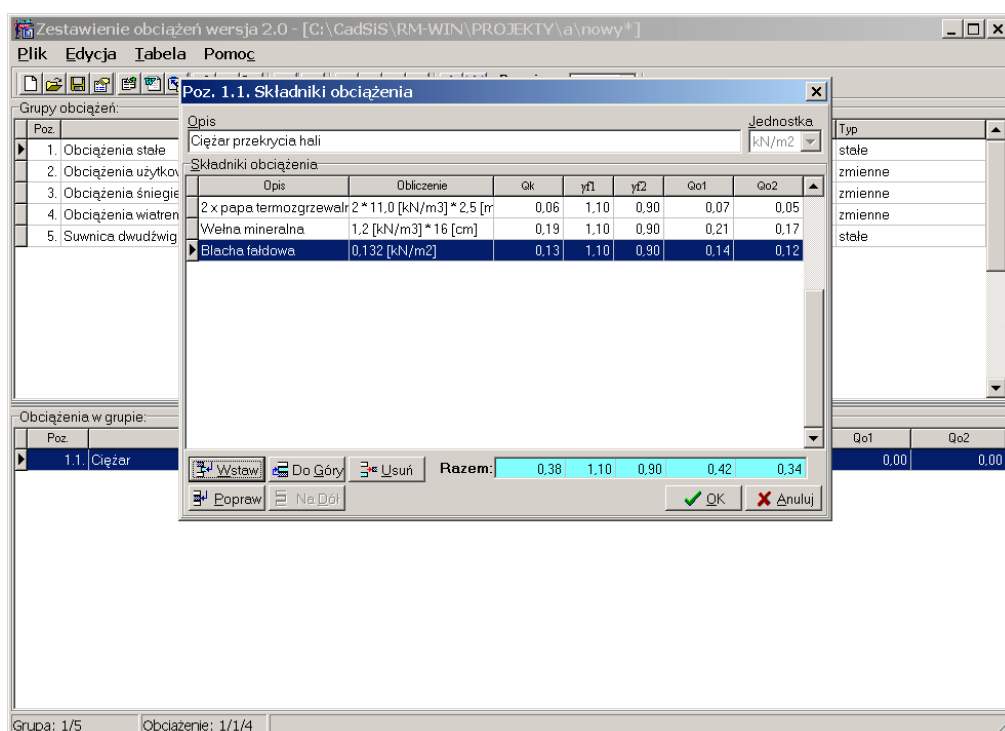 Zestawienie obciążeń wersja 2.0 - [C:\CadSiS\RM-WIN\PROJEKTY\a\nowy*]
Plik Edycja Tabela Pomoc
Poz. 1.1. Składniki obciążenia
Grupy obciążeń:
Opis Jednostka
Poz. Typ
Ciężar przekrycia hali kN/m2
1. Obciążenia stałe stałe
Składniki obciążenia
2. Obciążenia użytkow zmienne
Opis Obliczenie Qk γf1 γf2 Qo1 Qo2
3. Obciążenia śniegie zmienne
2 x papa termozgrzewalr 2 * 11,0 [kN/m3] * 2,5 [m 0,06 1,10 0,90 0,07 0,05
4. Obciążenia wiatren zmienne
Wełna mineralna 1,2 [kN/m3] * 16 [cm] 0,19 1,10 0,90 0,21 0,17
5. Suwnica dwudźwig stałe
Blacha fałdowa 0,132 [kN/m2] 0,13 1,10 0,90 0,14 0,12
Obciążenia w grupie:
Poz. Qo1 Qo2
1.1. Ciężar 0,00 0,00
Wstaw Do Góry Usuń Razem: 0,38 1,10 0,90 0,42 0,34
Popraw Na Dół OK Anuluj
Grupa: 1/5 Obciążenie: 1/1/4